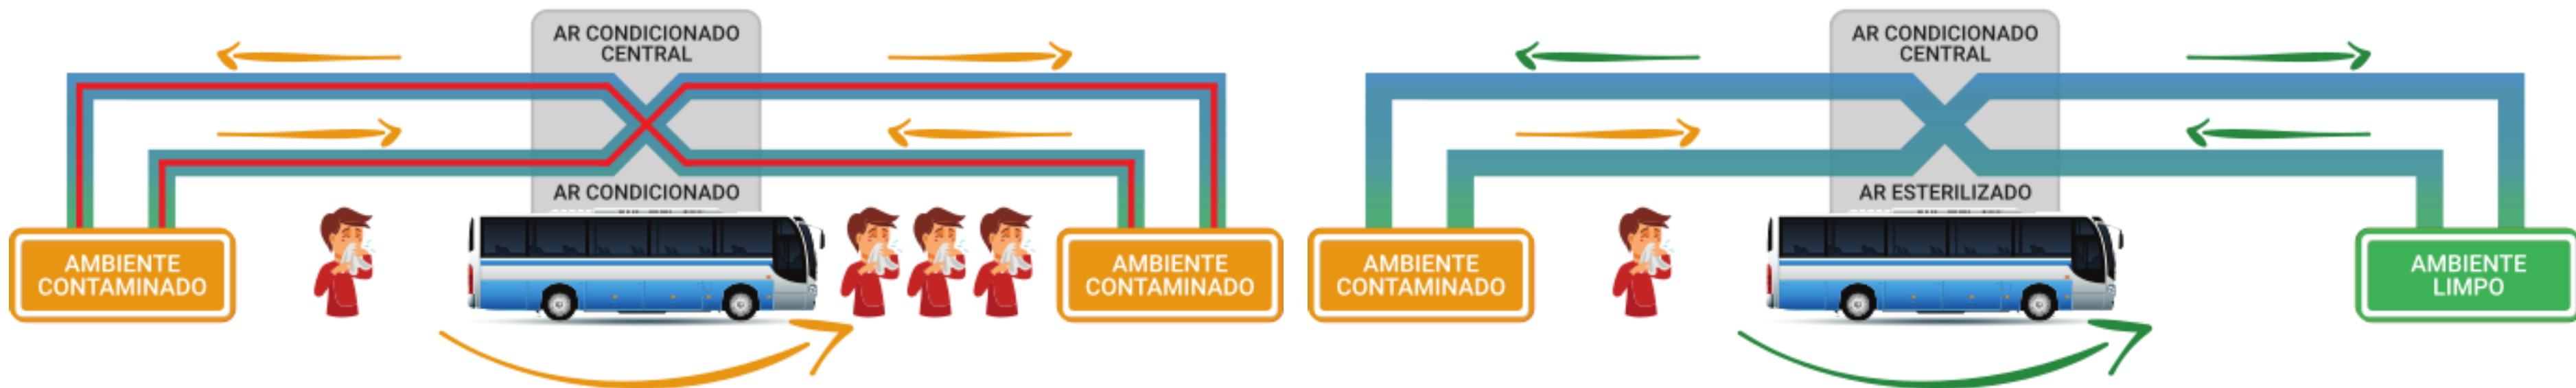 AR CONDICIONADO
CENTRAL
AR CONDICIONADO
AMBIENTE
CONTAMINADO
AMBIENTE
CONTAMINADO
AR CONDICIONADO
CENTRAL
AR ESTERILIZADO
AMBIENTE
CONTAMINADO
AMBIENTE
LIMPO